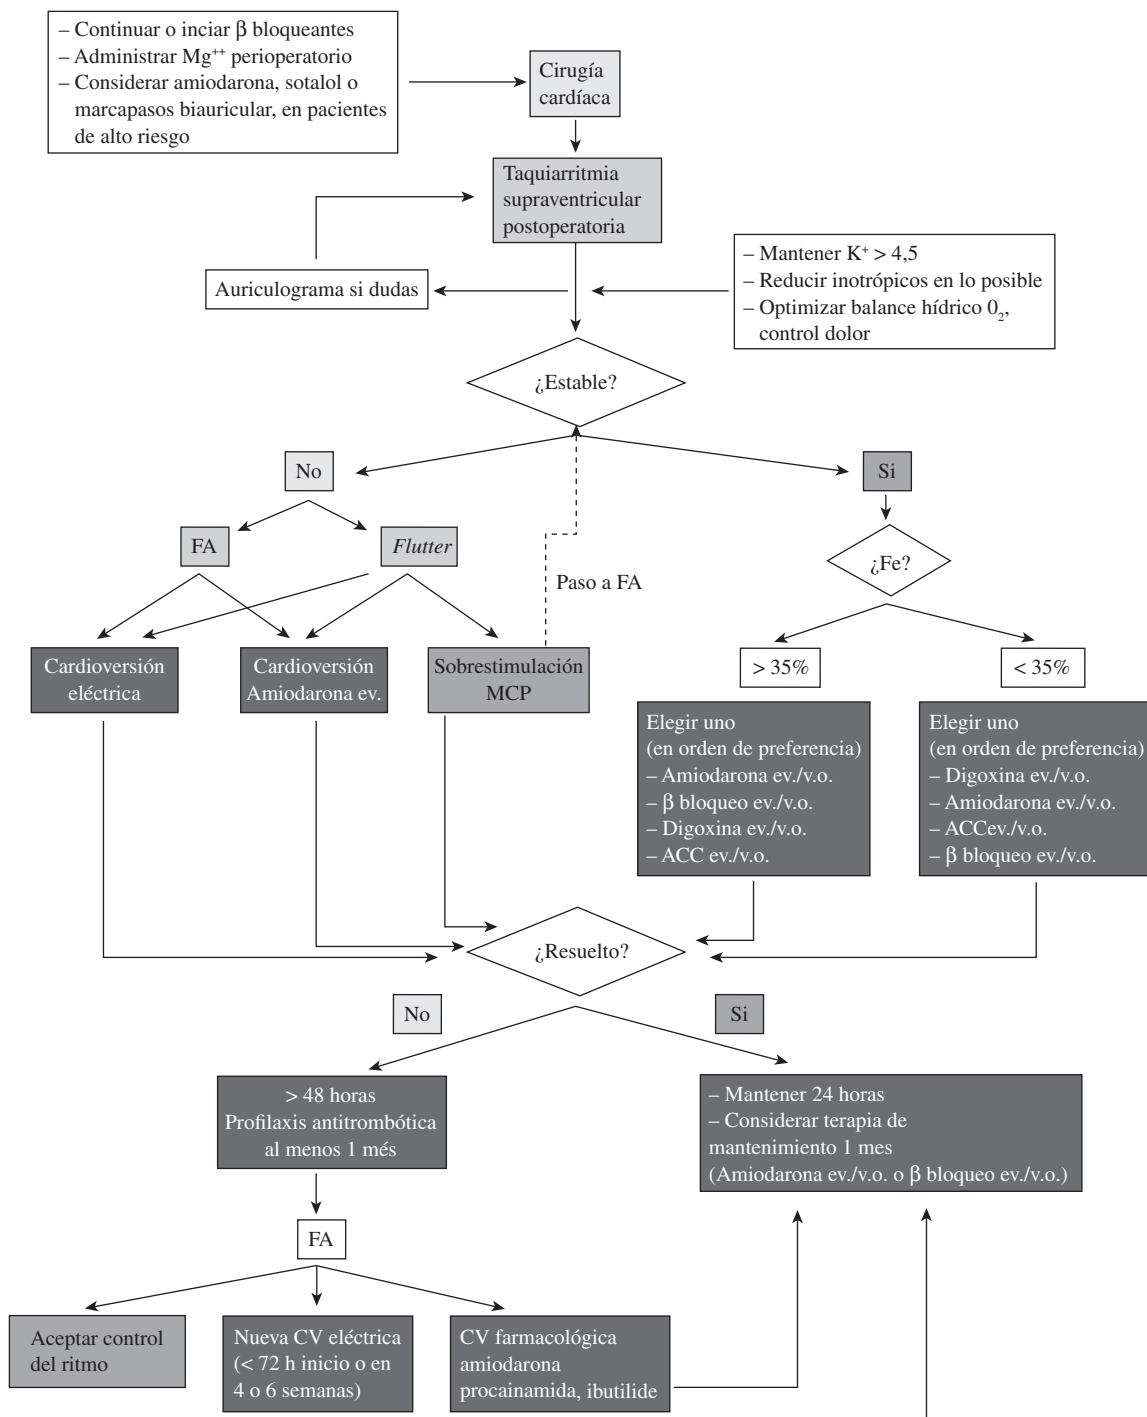 – Continuar o inciar β bloqueantes
– Administrar Mg⁺⁺ perioperatorio
– Considerar amiodarona, sotalol o
marcapasos biauricular, en pacientes
de alto riesgo
Cirugía
cardíaca
Taquiarritmia
supraventricular
postoperatoria
– Mantener K⁺ > 4,5
– Reducir inotrópicos en lo posible
– Optimizar balance hídrico 0₂,
control dolor
Auriculograma si dudas
¿Estable?
No
Si
FA
Flutter
Paso a FA
¿Fe?
Cardioversión
eléctrica
Cardioversión
Amiodarona ev.
Sobrestimulación
MCP
> 35%
< 35%
Elegir uno
(en orden de preferencia)
– Amiodarona ev./v.o.
– β bloqueo ev./v.o.
– Digoxina ev./v.o.
– ACC ev./v.o.
Elegir uno
(en orden de preferencia)
– Digoxina ev./v.o.
– Amiodarona ev./v.o.
– ACCev./v.o.
– β bloqueo ev./v.o.
¿Resuelto?
No
Si
> 48 horas
Profilaxis antitrombótica
al menos 1 més
– Mantener 24 horas
– Considerar terapia de
mantenimiento 1 mes
(Amiodarona ev./v.o. o β bloqueo ev./v.o.)
FA
Aceptar control
del ritmo
Nueva CV eléctrica
(< 72 h inicio o en
4 o 6 semanas)
CV farmacológica
amiodarona
procainamida, ibutilide